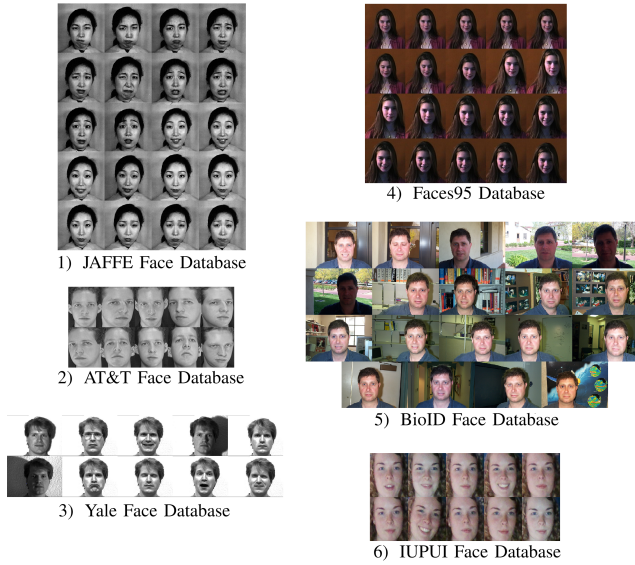 1) JAFFE Face Database
2) AT&T Face Database
3) Yale Face Database
4) Faces95 Database
5) BioID Face Database
6) IUPUI Face Database